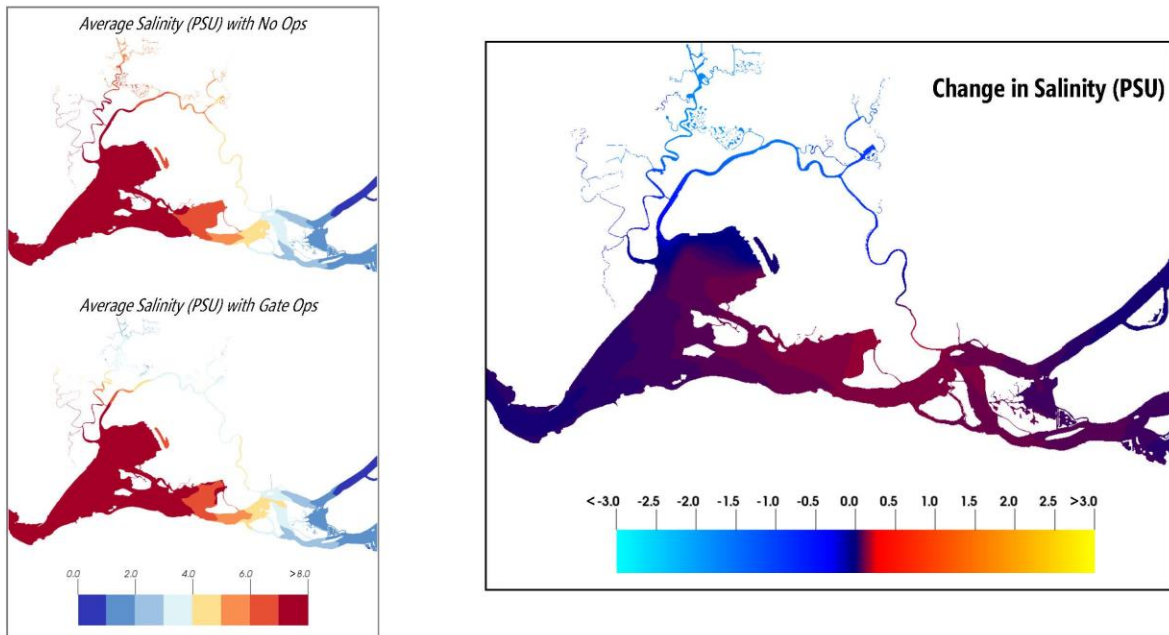 Average Salinity (PSU) with No Ops
Average Salinity (PSU) with Gate Ops
0.0 2.0 4.0 6.0 >8.0
Change in Salinity (PSU)
< -3.0 -2.5 -2.0 -1.5 -1.0 -0.5 0.0 0.5 1.0 1.5 2.0 2.5 >3.0